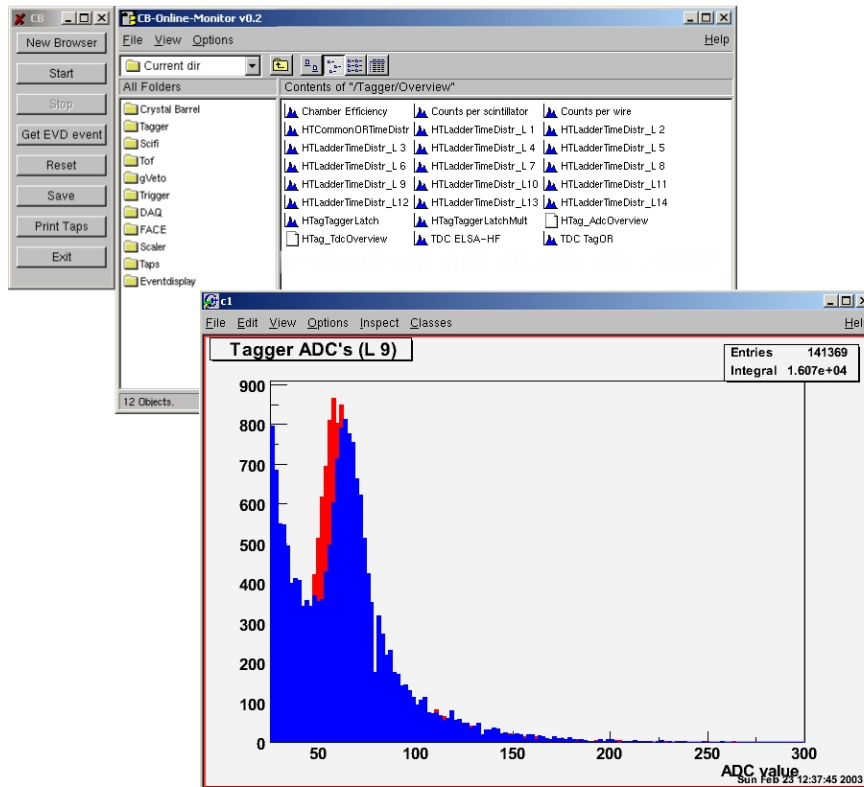 CB
New Browser
Start
Stop
Get EVD event
Reset
Save
Print Taps
Exit
CB-Online-Monitor v0.2
File View Options Help
Current dir
All Folders
Contents of "/Tagger/Overview"
Crystal Barrel
Tagger
Scifi
Tof
gVeto
Trigger
DAQ
FACE
Scaler
Taps
Eventdisplay
Chamber Efficiency Counts per scintillator Counts per wire
HTCommonORTimeDistr HTLadderTimeDistr_L 1 HTLadderTimeDistr_L 2
HTLadderTimeDistr_L 3 HTLadderTimeDistr_L 4 HTLadderTimeDistr_L 5
HTLadderTimeDistr_L 6 HTLadderTimeDistr_L 7 HTLadderTimeDistr_L 8
HTLadderTimeDistr_L 9 HTLadderTimeDistr_L10 HTLadderTimeDistr_L11
HTLadderTimeDistr_L12 HTLadderTimeDistr_L13 HTLadderTimeDistr_L14
HTagTaggerLatch HTagTaggerLatchMult HTag_AdcOverview
HTag_TdcOverview TDC ELSA-HF TDC TagOR
12 Objects.
c1
File Edit View Options Inspect Classes Help
Tagger ADC's (L 9)
Entries 141369
Integral 1.607e+04
900
800
700
600
500
400
300
200
100
0
50 100 150 200 250 300
ADC value
Sun Feb 23 12:37:45 2003